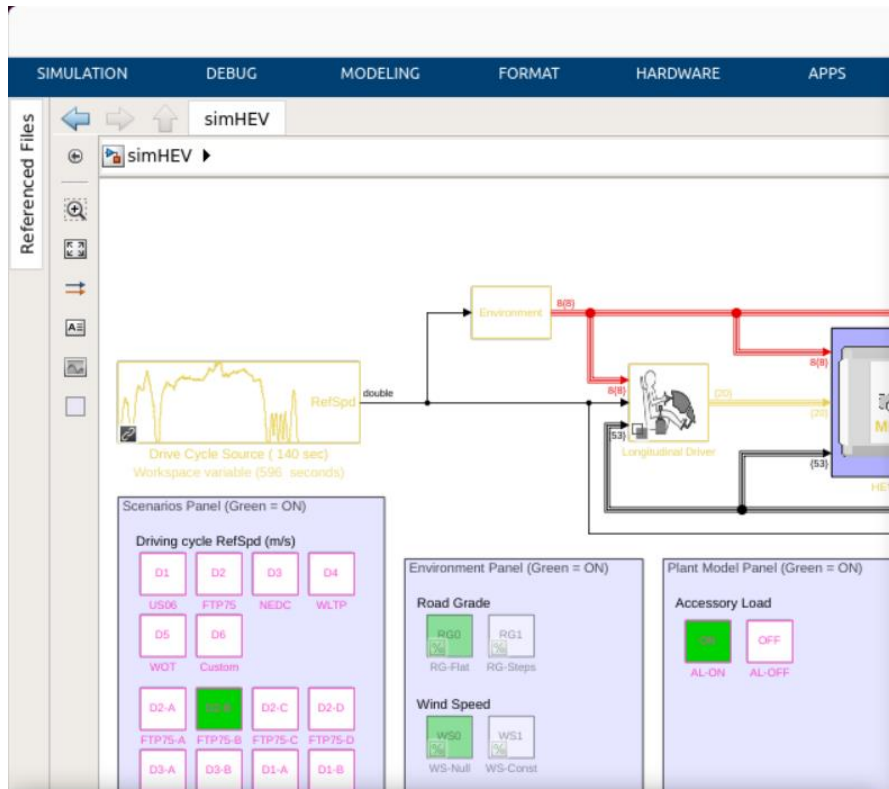 SIMULATION DEBUG MODELING FORMAT HARDWARE APPS
Referenced Files
simHEV
simHEV
Environment
8{8}
8{8}
8{8}
RefSpd
double
{20}
{20}
{53}
{53}
Drive Cycle Source ( 140 sec)
Workspace variable (596 seconds)
Longitudinal Driver
Scenarios Panel (Green = ON)
Driving cycle RefSpd (m/s)
D1 D2 D3 D4
US06 FTP75 NEDC WLTP
D5 D6
WOT Custom
D2-A D2-B D2-C D2-D
FTP75-A FTP75-B FTP75-C FTP75-D
D3-A D3-B D1-A D1-B
Environment Panel (Green = ON)
Road Grade
RG0 RG1
RG-Flat RG-Steps
Wind Speed
WS0 WS1
WS-Null WS-Const
Plant Model Panel (Green = ON)
Accessory Load
ON OFF
AL-ON AL-OFF